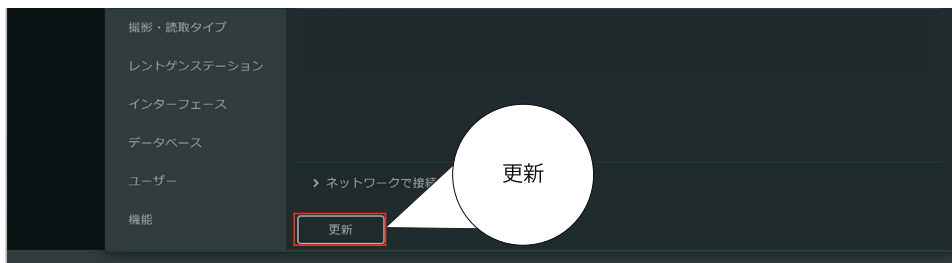 撮影・読取タイプ
レントゲンステーション
インターフェース
データベース
ユーザー
機能
ネットワークで接続
更新
更新